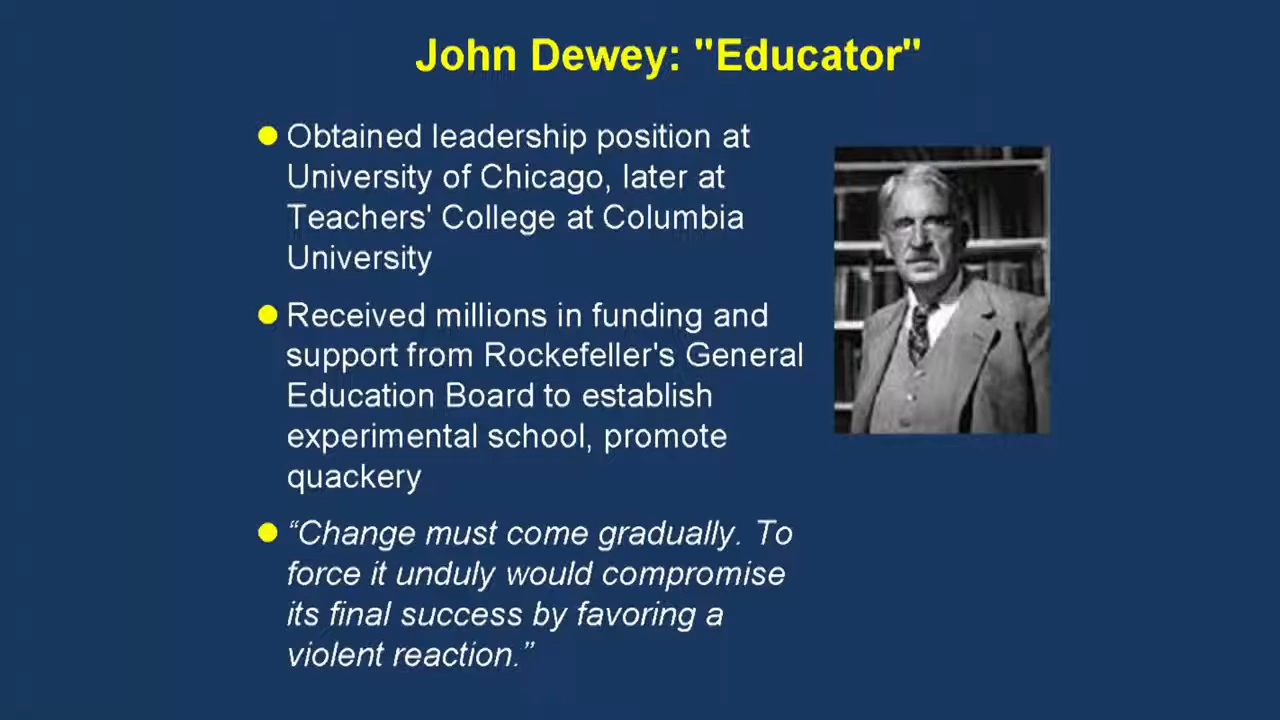 John Dewey: "Educator"
Obtained leadership position at
University of Chicago, later at
Teachers' College at Columbia
University
Received millions in funding and
support from Rockefeller's General
Education Board to establish
experimental school, promote
quackery
“Change must come gradually. To
force it unduly would compromise
its final success by favoring a
violent reaction.”